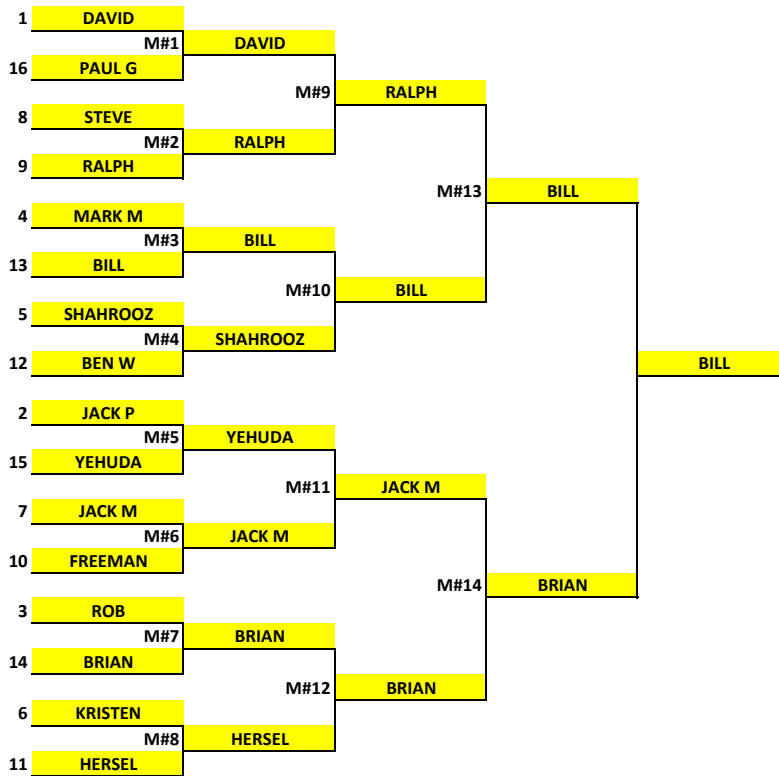 1 DAVID
M#1 DAVID
16 PAUL G
M#9 RALPH
8 STEVE
M#2 RALPH
9 RALPH
M#13 BILL
4 MARK M
M#3 BILL
13 BILL
M#10 BILL
5 SHAHROOZ
M#4 SHAHROOZ
12 BEN W
BILL
2 JACK P
M#5 YEHUDA
15 YEHUDA
M#11 JACK M
7 JACK M
M#6 JACK M
10 FREEMAN
M#14 BRIAN
3 ROB
M#7 BRIAN
14 BRIAN
M#12 BRIAN
6 KRISTEN
M#8 HERSEL
11 HERSEL